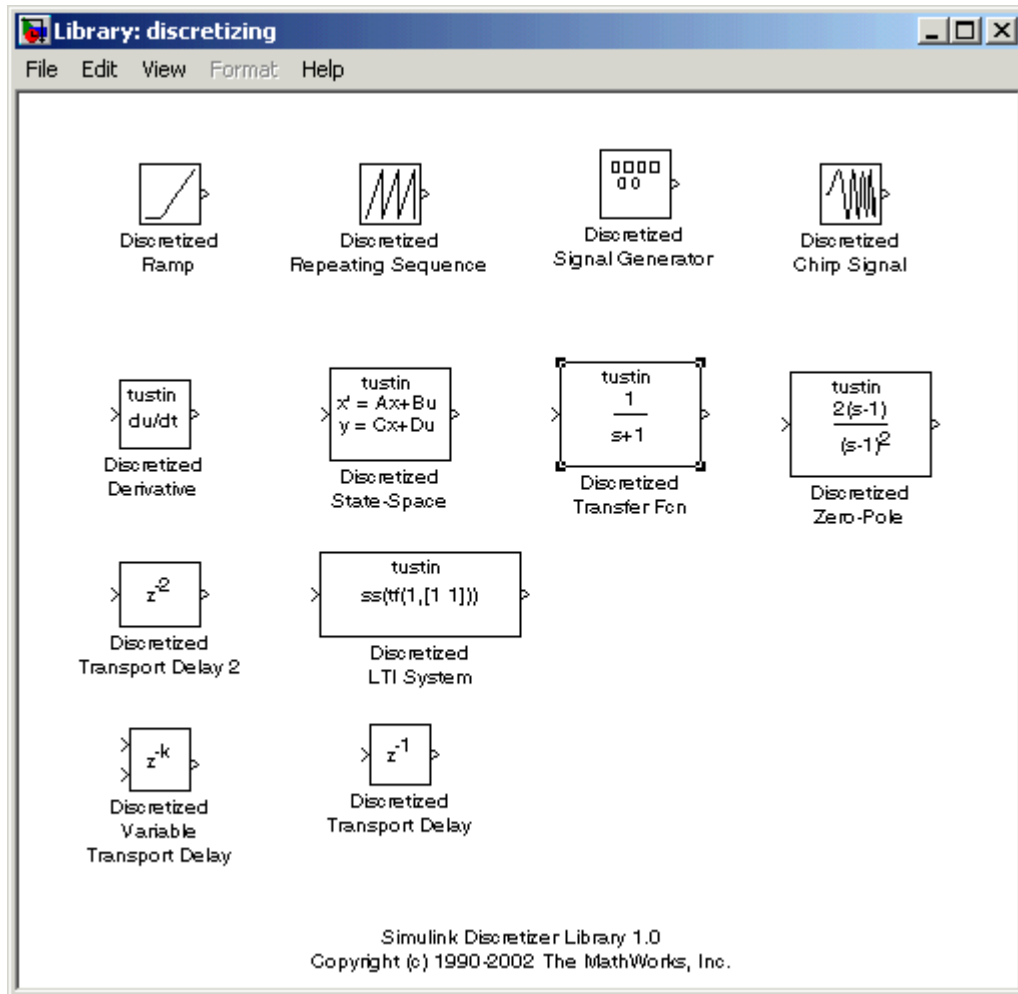 Library: discretizing
File Edit View Format Help
Discretized
Ramp
Discretized
Repeating Sequence
Discretized
Signal Generator
Discretized
Chirp Signal
tustin
du/dt
Discretized
Derivative
tustin
x' = Ax+Bu
y = Cx+Du
Discretized
State-Space
tustin
1
s+1
Discretized
Transfer Fcn
tustin
2(s-1)
(s-1)^2
Discretized
Zero-Pole
z^-2
Discretized
Transport Delay 2
tustin
ss(tf(1,[1 1]))
Discretized
LTI System
z^-k
Discretized
Variable
Transport Delay
z^-1
Discretized
Transport Delay
Simulink Discretizer Library 1.0
Copyright (c) 1990-2002 The MathWorks, Inc.